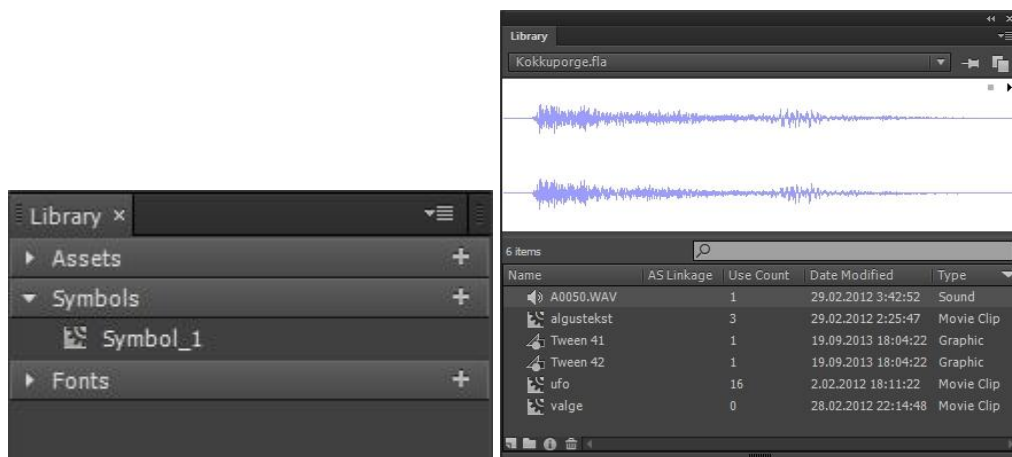 Library ×
Assets
Symbols
Symbol_1
Fonts
Library
Kokkuporge.fla
6 items
Name AS Linkage Use Count Date Modified Type
A0050.WAV 1 29.02.2012 3:42:52 Sound
algustekst 3 29.02.2012 2:25:47 Movie Clip
Tween 41 1 19.09.2013 18:04:22 Graphic
Tween 42 1 19.09.2013 18:04:22 Graphic
ufo 16 2.02.2012 18:11:22 Movie Clip
valge 0 28.02.2012 22:14:48 Movie Clip